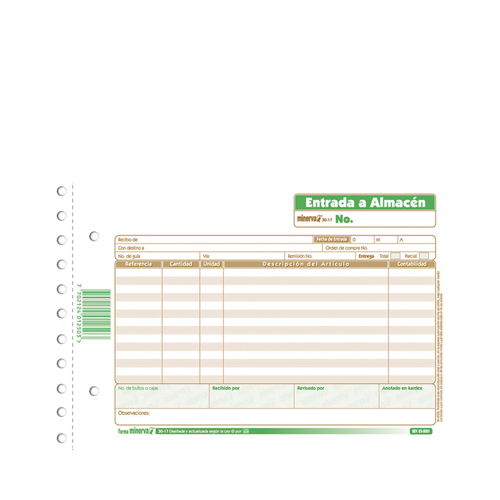 Entrada a Almacén
minerva 30-17 No.
Recibo de Fecha de Entrada D M A
Con destino a Orden de compra No.
No. de guía Vía Remisión No. Entrega Total Parcial
Referencia Cantidad Unidad Descripción del Artículo Contabilidad
7 702124 012503
No. de bultos o cajas Recibido por Revisado por Anotado en kardex
Observaciones:
forma minerva 30-17 Diseñada y actualizada según la Ley © por